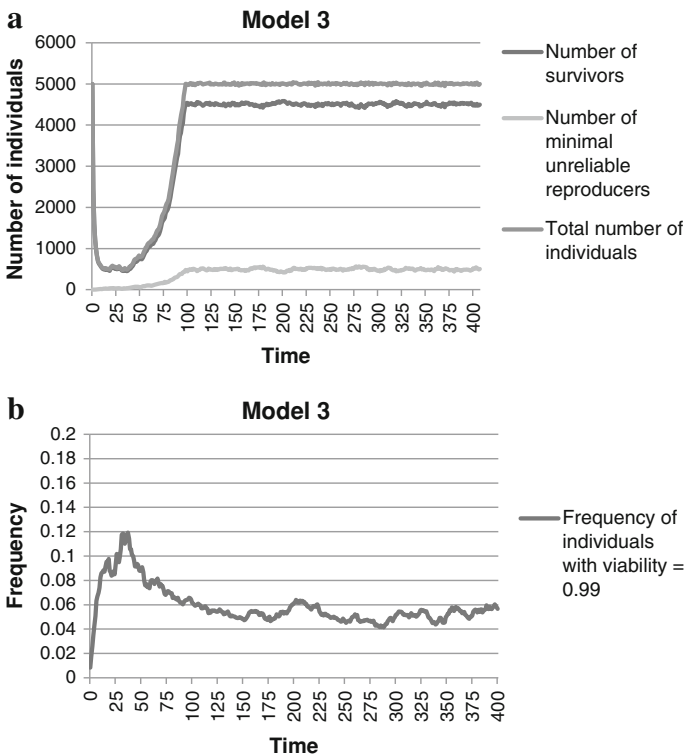 a
Model 3
Number of individuals
6000
5000
4000
3000
2000
1000
0
0
25
50
75
100
125
150
175
200
225
250
275
300
325
350
375
400
Time
Number of
survivors
Number of
minimal
unreliable
reproducers
Total number of
individuals
b
Model 3
Frequency
0.2
0.18
0.16
0.14
0.12
0.1
0.08
0.06
0.04
0.02
0
0
25
50
75
100
125
150
175
200
225
250
275
300
325
350
375
400
Time
Frequency of
individuals
with viability =
0.99